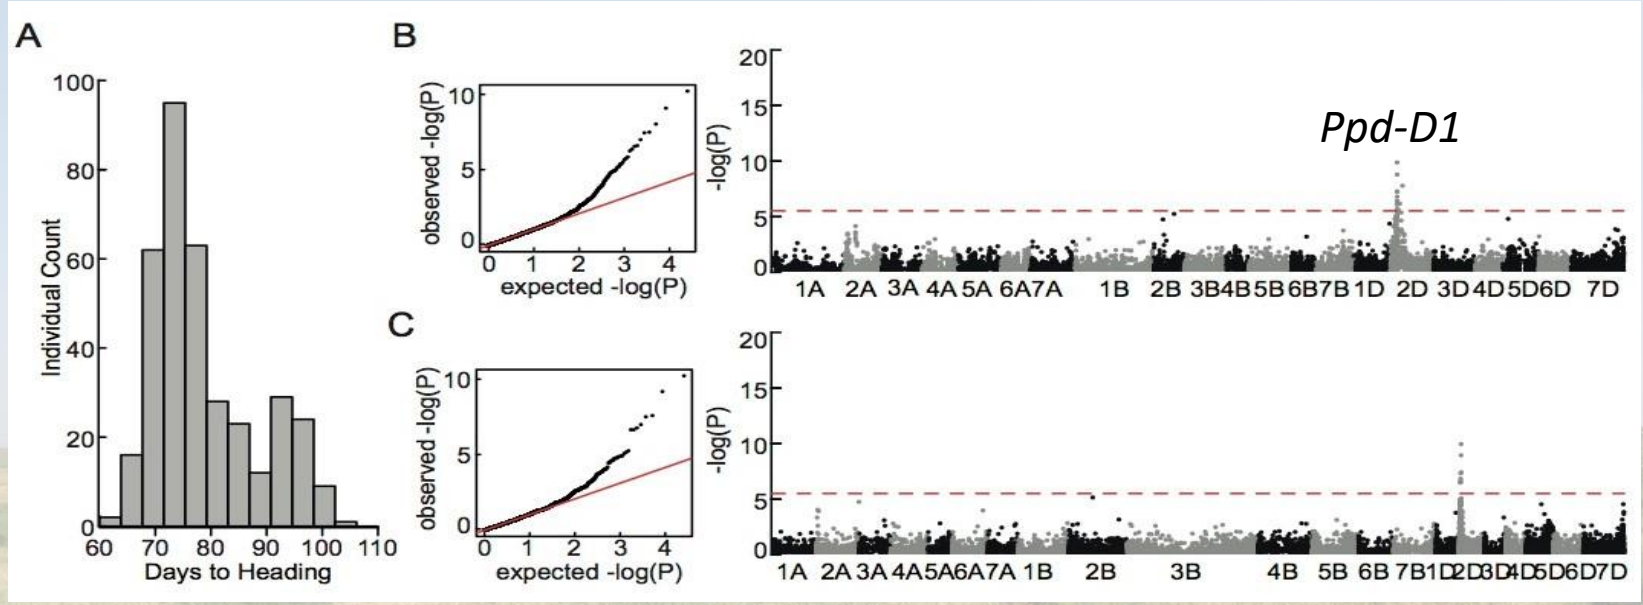 A
Individual Count
100
80
60
40
20
0
60 70 80 90 100 110
Days to Heading
B
observed -log(P)
10
5
0
0 1 2 3 4
expected -log(P)
-log(P)
20
15
10
5
0
Ppd-D1
1A 2A 3A 4A 5A 6A 7A 1B 2B 3B 4B 5B 6B 7B 1D 2D 3D 4D 5D 6D 7D
C
observed -log(P)
10
5
0
0 1 2 3 4
expected -log(P)
-log(P)
20
15
10
5
0
1A 2A 3A 4A 5A 6A 7A 1B 2B 3B 4B 5B 6B 7B 1D 2D 3D 4D 5D 6D 7D